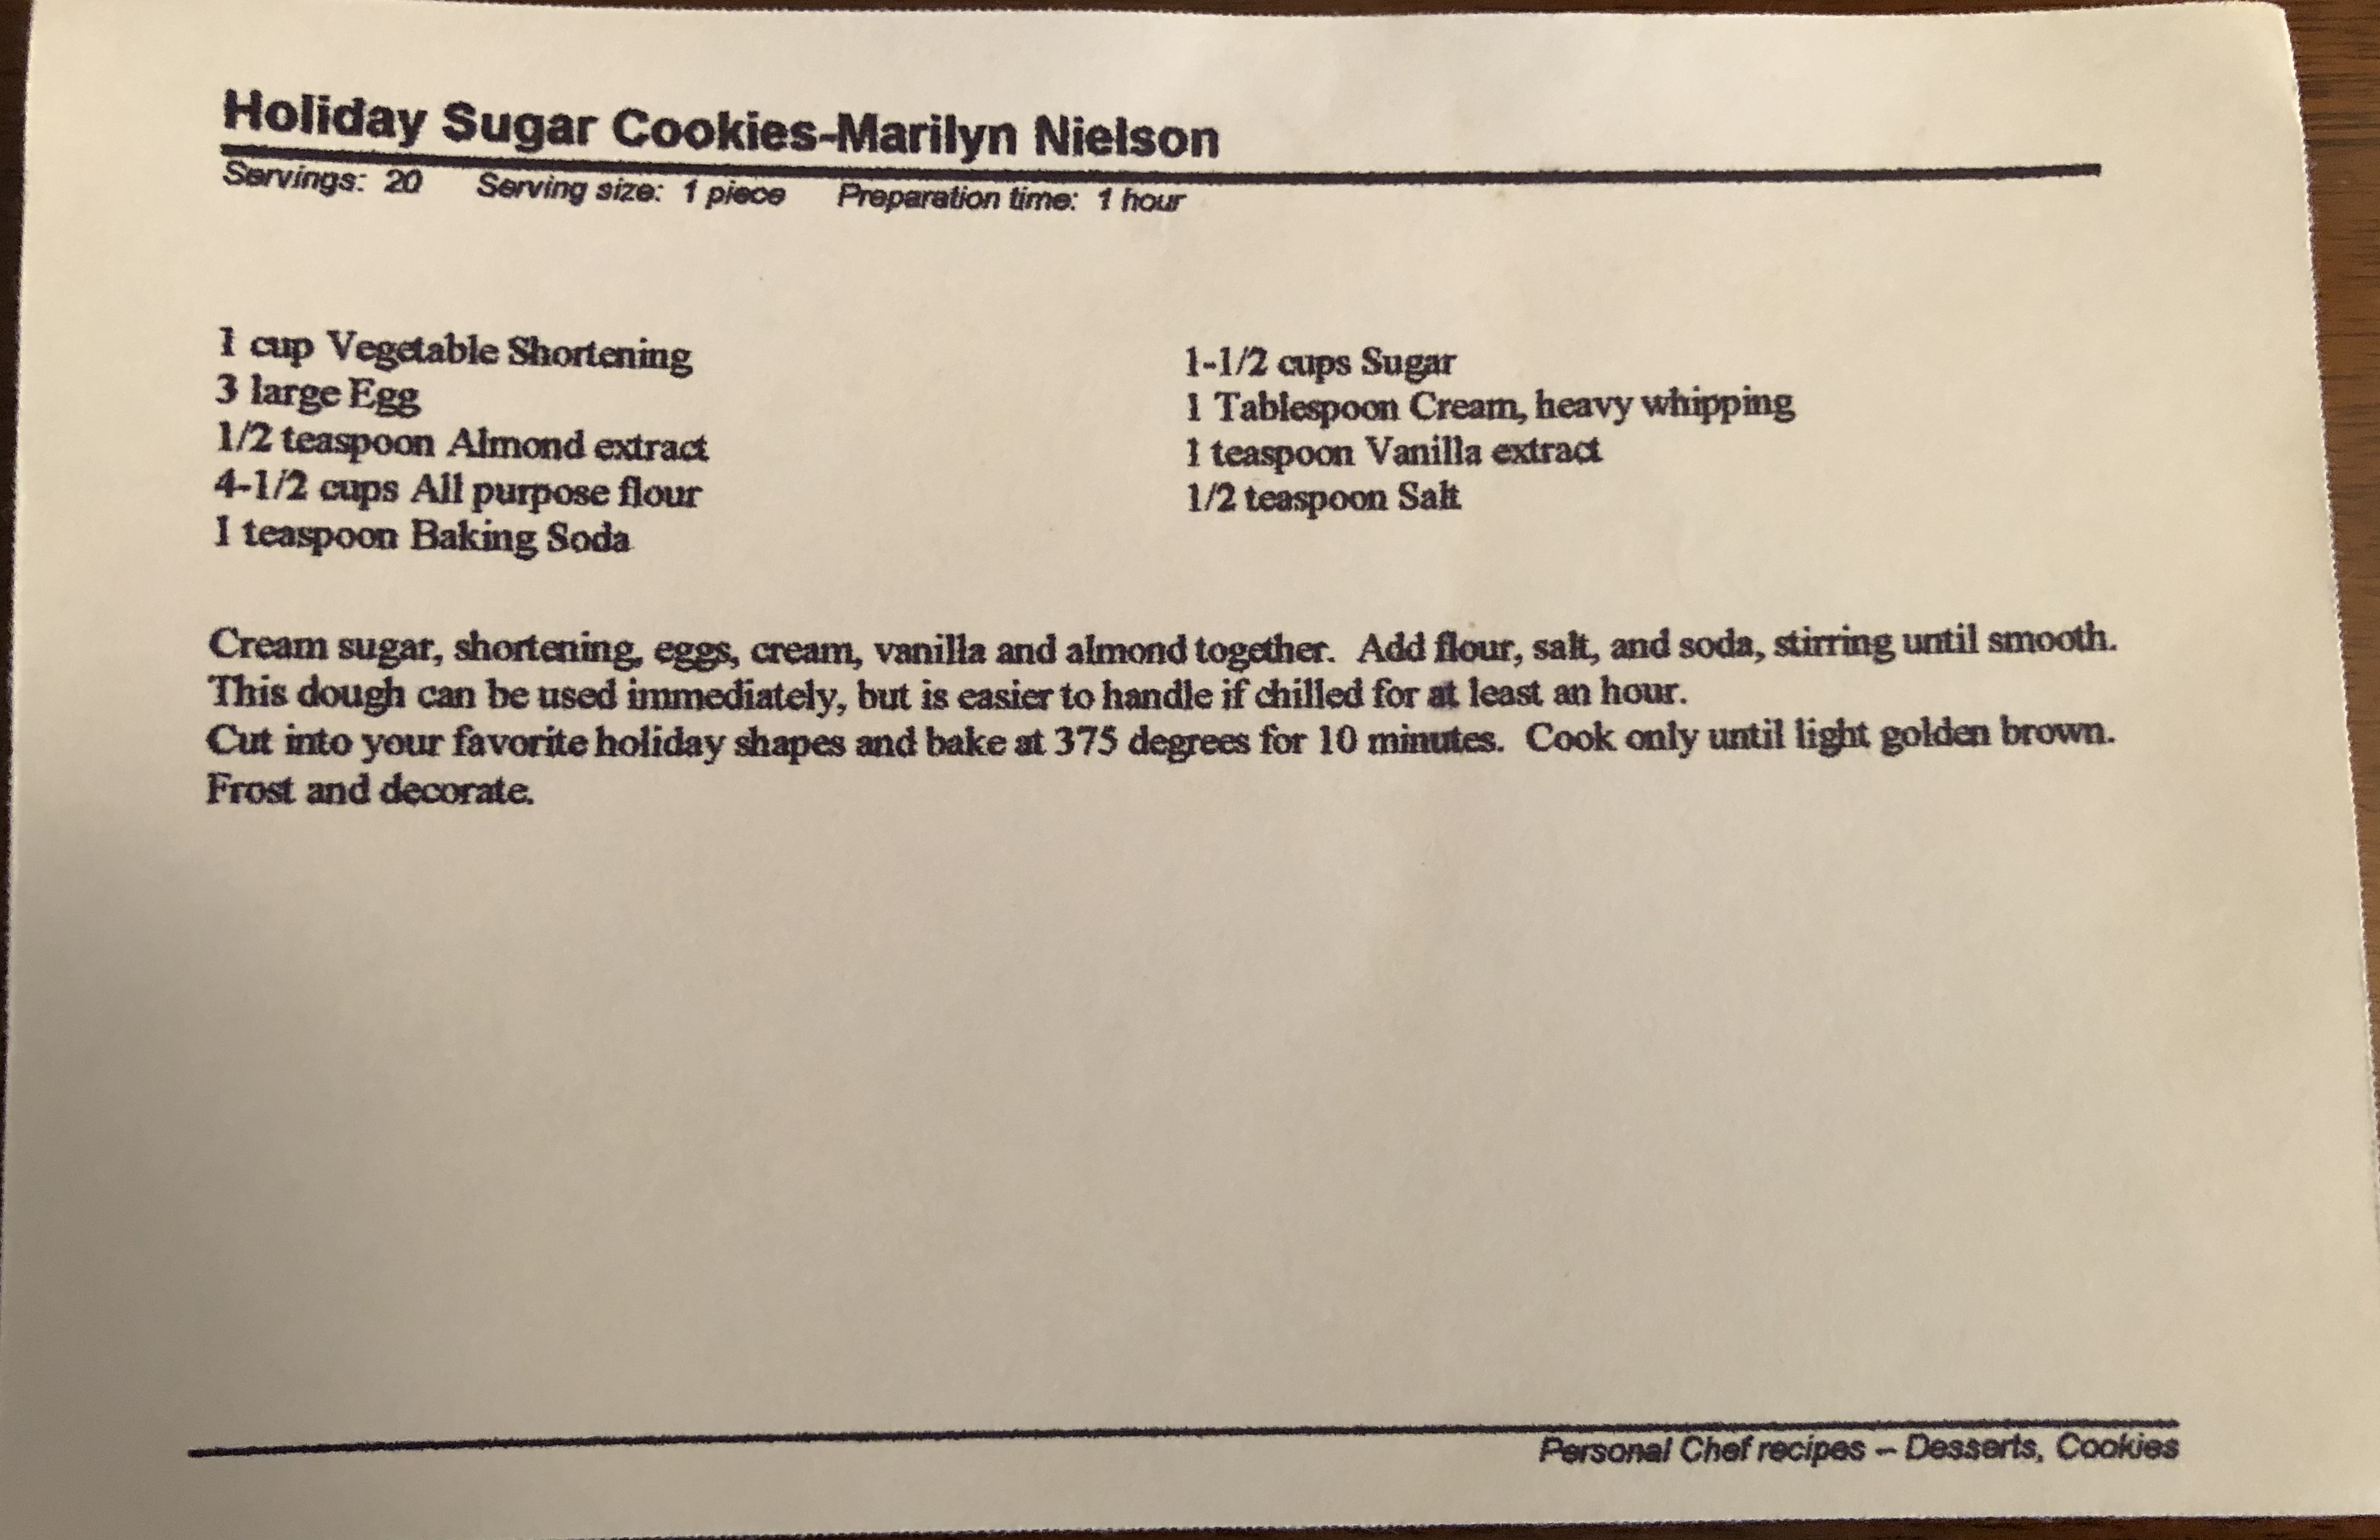 Holiday Sugar Cookies-Marilyn Nielson
Servings: 20 Serving size: 1 piece Preparation time: 1 hour
1 cup Vegetable Shortening
3 large Egg
1/2 teaspoon Almond extract
4-1/2 cups All purpose flour
1 teaspoon Baking Soda
1-1/2 cups Sugar
1 Tablespoon Cream, heavy whipping
1 teaspoon Vanilla extract
1/2 teaspoon Salt
Cream sugar, shortening, eggs, cream, vanilla and almond together. Add flour, salt, and soda, stirring until smooth.
This dough can be used immediately, but is easier to handle if chilled for at least an hour.
Cut into your favorite holiday shapes and bake at 375 degrees for 10 minutes. Cook only until light golden brown.
Frost and decorate.
Personal Chef recipes – Desserts, Cookies